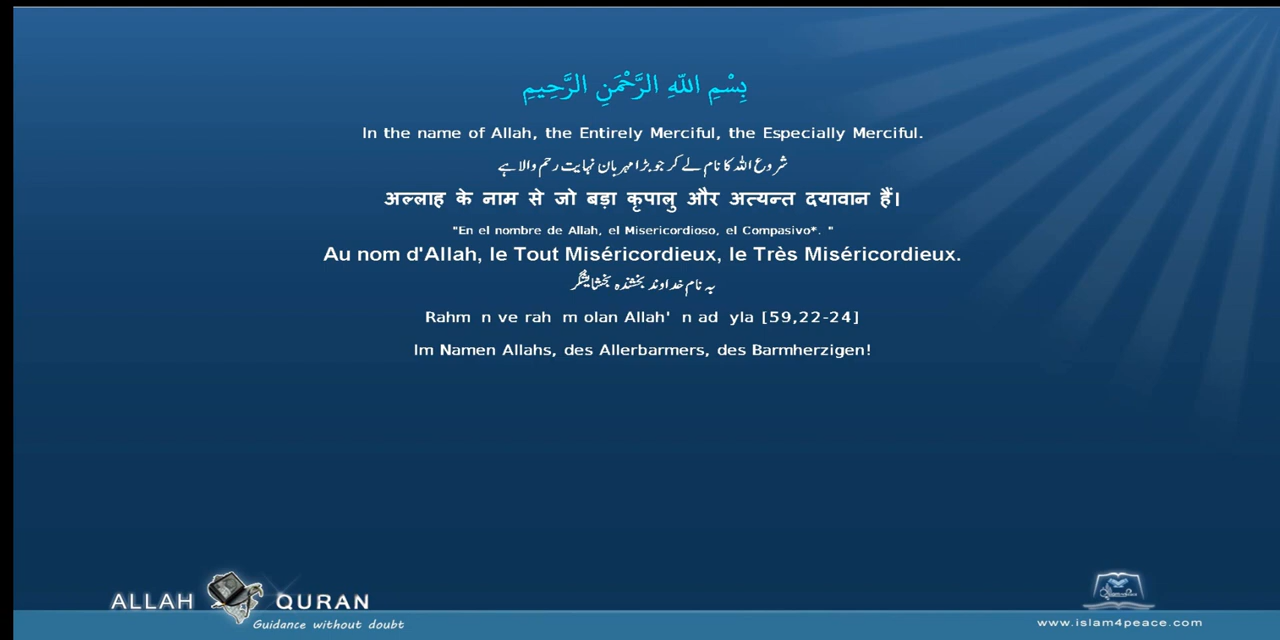 بِسْمِ اللّٰهِ الرَّحْمَنِ الرَّحِيمِ
In the name of Allah, the Entirely Merciful, the Especially Merciful.
شروع الله کا نام لے کر جو بڑا مہربان نہایت رحم والا ہے
अल्लाह के नाम से जो बड़ा कृपालु और अत्यन्त दयावान हैं।
"En el nombre de Allah, el Misericordioso, el Compasivo*. "
Au nom d'Allah, le Tout Miséricordieux, le Très Miséricordieux.
به نام خداوند بخشنده بخشایشگر
Rahm n ve rah m olan Allah' n ad yla [59,22-24]
Im Namen Allahs, des Allerbarmers, des Barmherzigen!
ALLAH QURAN
Guidance without doubt
www.islam4peace.com